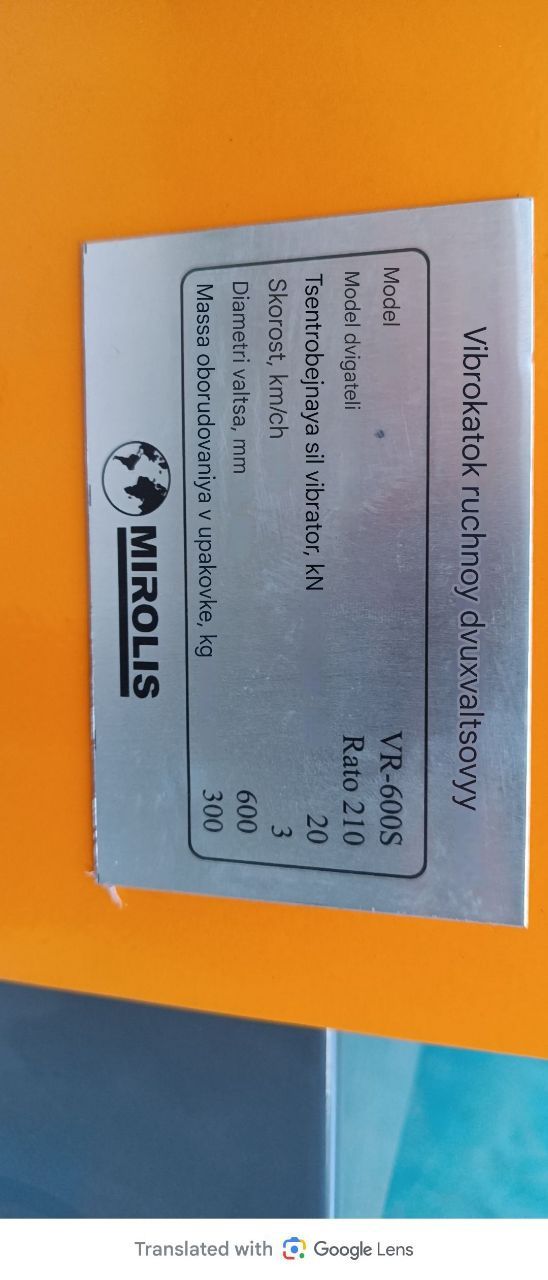 Vibrokatok ruchnoy dvuxvaltsovyy
Model VR-600S
Model dvigateli Rato 210
Tsentrobejnaya sil vibrator, kN 20
Skorost, km/ch 3
Diametri valtsa, mm 600
Massa oborudovaniya v upakovke, kg 300
MIROLIS
Translated with Google Lens